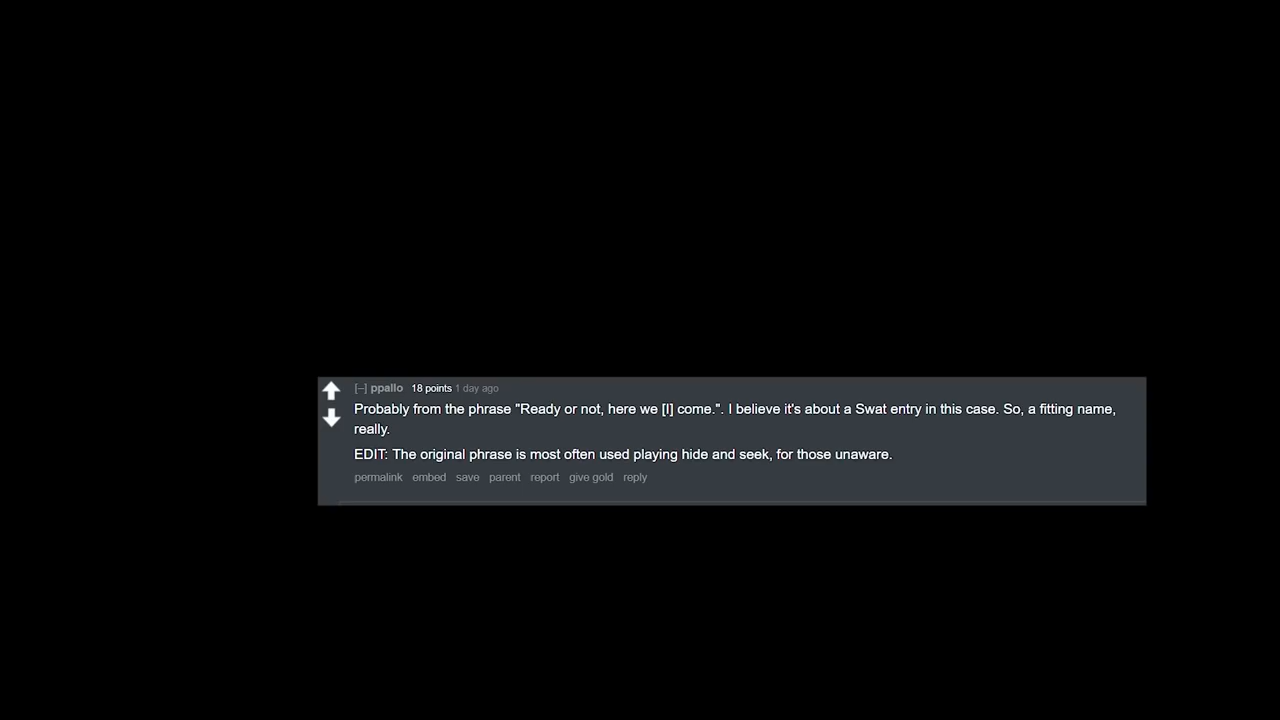 [–] ppallo 18 points 1 day ago
Probably from the phrase "Ready or not, here we [I] come.". I believe it's about a Swat entry in this case. So, a fitting name,
really.
EDIT: The original phrase is most often used playing hide and seek, for those unaware.
permalink embed save parent report give gold reply